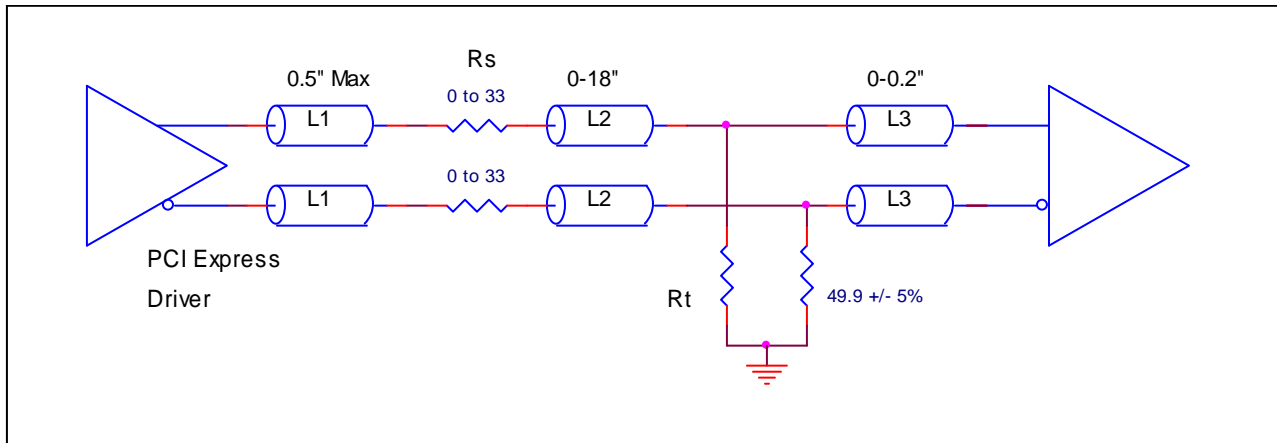 Rs
0.5" Max
0-18"
0-0.2"
0 to 33
L1
L2
L3
0 to 33
L1
L2
L3
PCI Express
Driver
Rt
49.9 +/- 5%